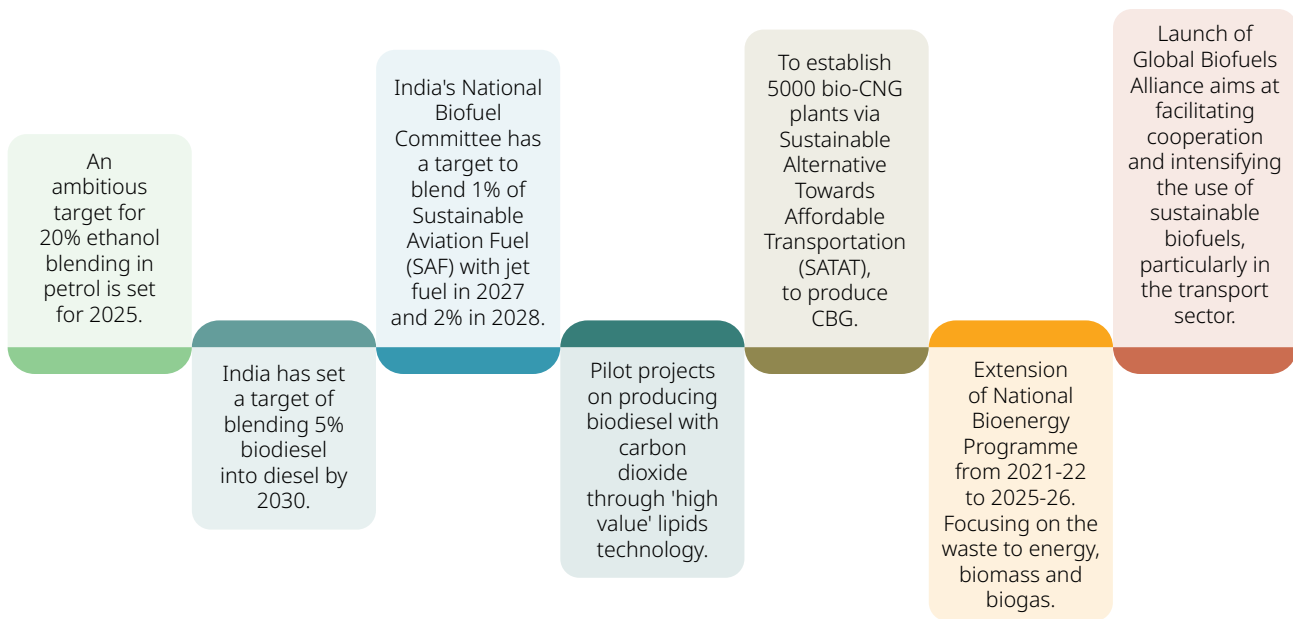 An
ambitious
target for
20% ethanol
blending in
petrol is set
for 2025.
India has set
a target of
blending 5%
biodiesel
into diesel by
2030.
India's National
Biofuel
Committee has
a target to
blend 1% of
Sustainable
Aviation Fuel
(SAF) with jet
fuel in 2027
and 2% in 2028.
Pilot projects
on producing
biodiesel with
carbon
dioxide
through 'high
value' lipids
technology.
To establish
5000 bio-CNG
plants via
Sustainable
Alternative
Towards
Affordable
Transportation
(SATAT),
to produce
CBG.
Extension
of National
Bioenergy
Programme
from 2021-22
to 2025-26.
Focusing on the
waste to energy,
biomass and
biogas.
Launch of
Global Biofuels
Alliance aims at
facilitating
cooperation
and intensifying
the use of
sustainable
biofuels,
particularly in
the transport
sector.